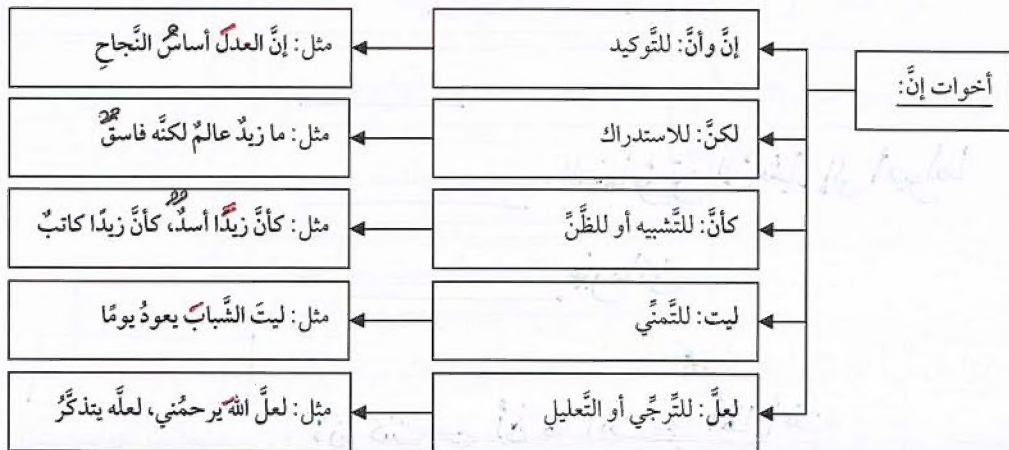 أخوات إنَّ:
إنَّ وأنَّ: للتَّوكيد
مثل: إنَّ العدلَ أساسُ النَّجاحِ
لكنَّ: للاستدراك
مثل: ما زيدٌ عالمٌ لكنَّه فاسقٌ
كأنَّ: للتَّشبيه أو للظَّنِّ
مثل: كأنَّ زيدًا أسدٌ، كأنَّ زيدًا كاتبٌ
ليت: للتَّمنِّي
مثل: ليتَ الشَّبابَ يعودُ يومًا
لعلَّ: للتَّرجِّي أو التَّعليل
مثل: لعلَّ اللهَ يرحمُني، لعلَّه يتذكَّرُ